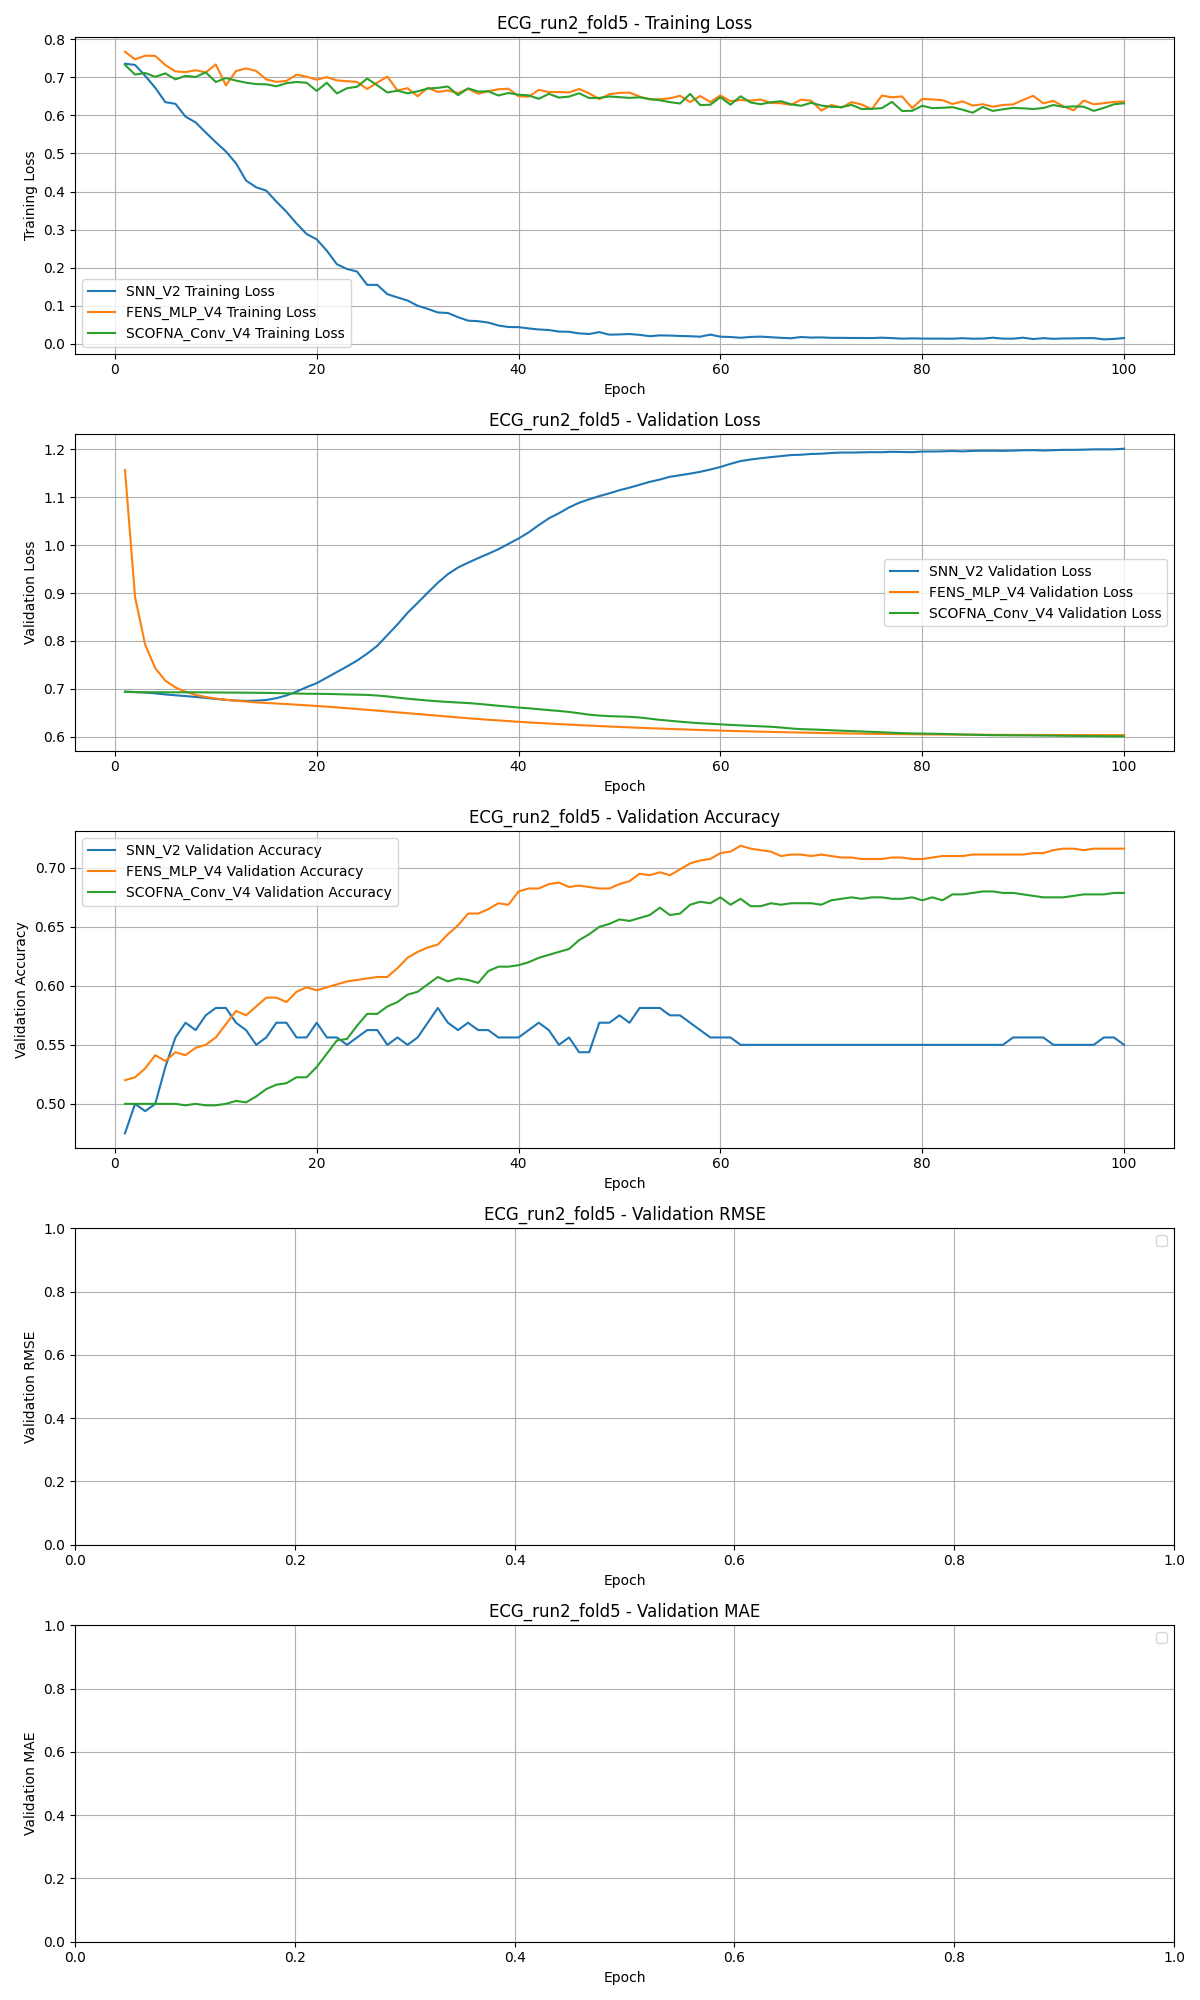 ECG_run2_fold5 - Training Loss
0.8
0.7
0.6
0.5
0.4
0.3
0.2
0.1
0.0
Training Loss
SNN_V2 Training Loss
FENS_MLP_V4 Training Loss
SCOFNA_Conv_V4 Training Loss
0 20 40 60 80 100
Epoch
ECG_run2_fold5 - Validation Loss
1.2
1.1
1.0
0.9
0.8
0.7
0.6
Validation Loss
SNN_V2 Validation Loss
FENS_MLP_V4 Validation Loss
SCOFNA_Conv_V4 Validation Loss
0 20 40 60 80 100
Epoch
ECG_run2_fold5 - Validation Accuracy
0.70
0.65
0.60
0.55
0.50
Validation Accuracy
SNN_V2 Validation Accuracy
FENS_MLP_V4 Validation Accuracy
SCOFNA_Conv_V4 Validation Accuracy
0 20 40 60 80 100
Epoch
ECG_run2_fold5 - Validation RMSE
1.0
0.8
0.6
0.4
0.2
0.0
Validation RMSE
0.0 0.2 0.4 0.6 0.8 1.0
Epoch
ECG_run2_fold5 - Validation MAE
1.0
0.8
0.6
0.4
0.2
0.0
Validation MAE
0.0 0.2 0.4 0.6 0.8 1.0
Epoch